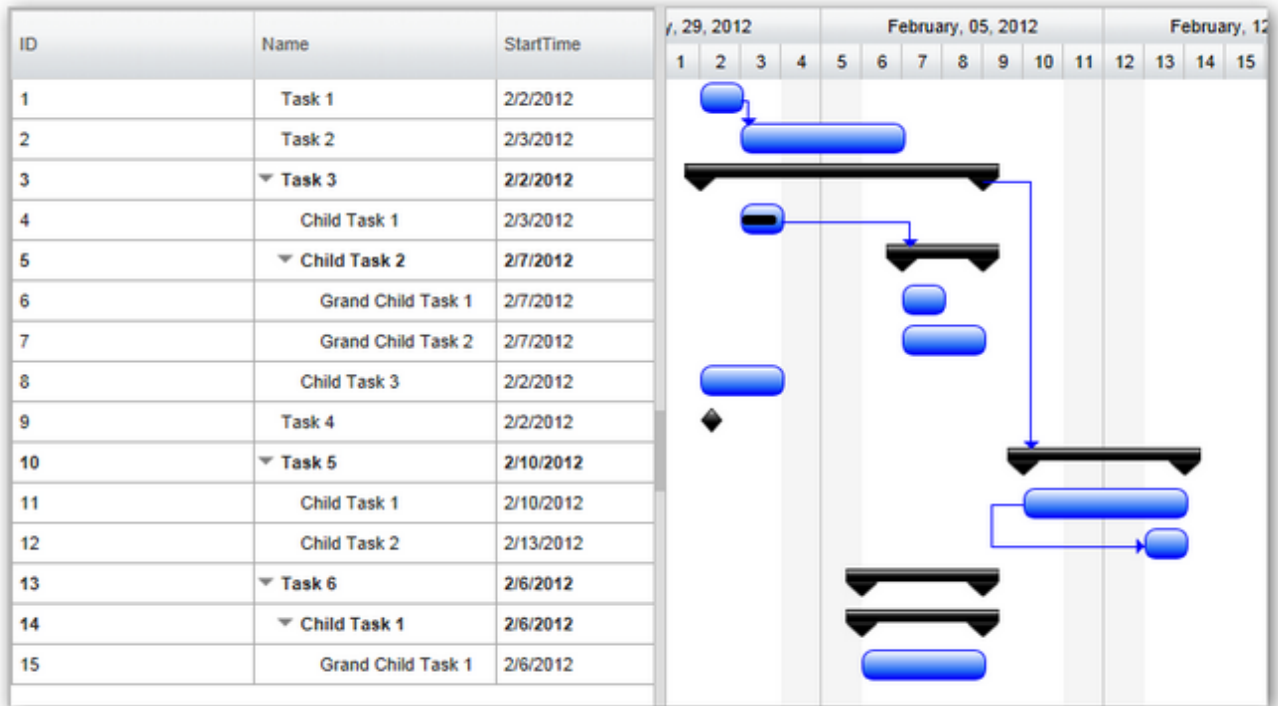 ID Name StartTime
y, 29, 2012 February, 05, 2012 February, 12
1 2 3 4 5 6 7 8 9 10 11 12 13 14 15
1 Task 1 2/2/2012
2 Task 2 2/3/2012
3 Task 3 2/2/2012
4 Child Task 1 2/3/2012
5 Child Task 2 2/7/2012
6 Grand Child Task 1 2/7/2012
7 Grand Child Task 2 2/7/2012
8 Child Task 3 2/2/2012
9 Task 4 2/2/2012
10 Task 5 2/10/2012
11 Child Task 1 2/10/2012
12 Child Task 2 2/13/2012
13 Task 6 2/6/2012
14 Child Task 1 2/6/2012
15 Grand Child Task 1 2/6/2012